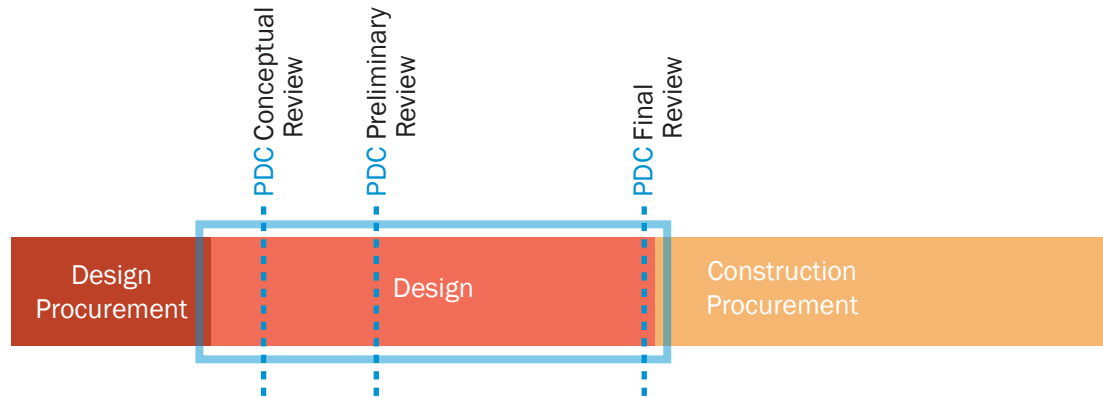 PDC Conceptual
Review
PDC Preliminary
Review
PDC Final
Review
Design
Procurement
Design
Construction
Procurement